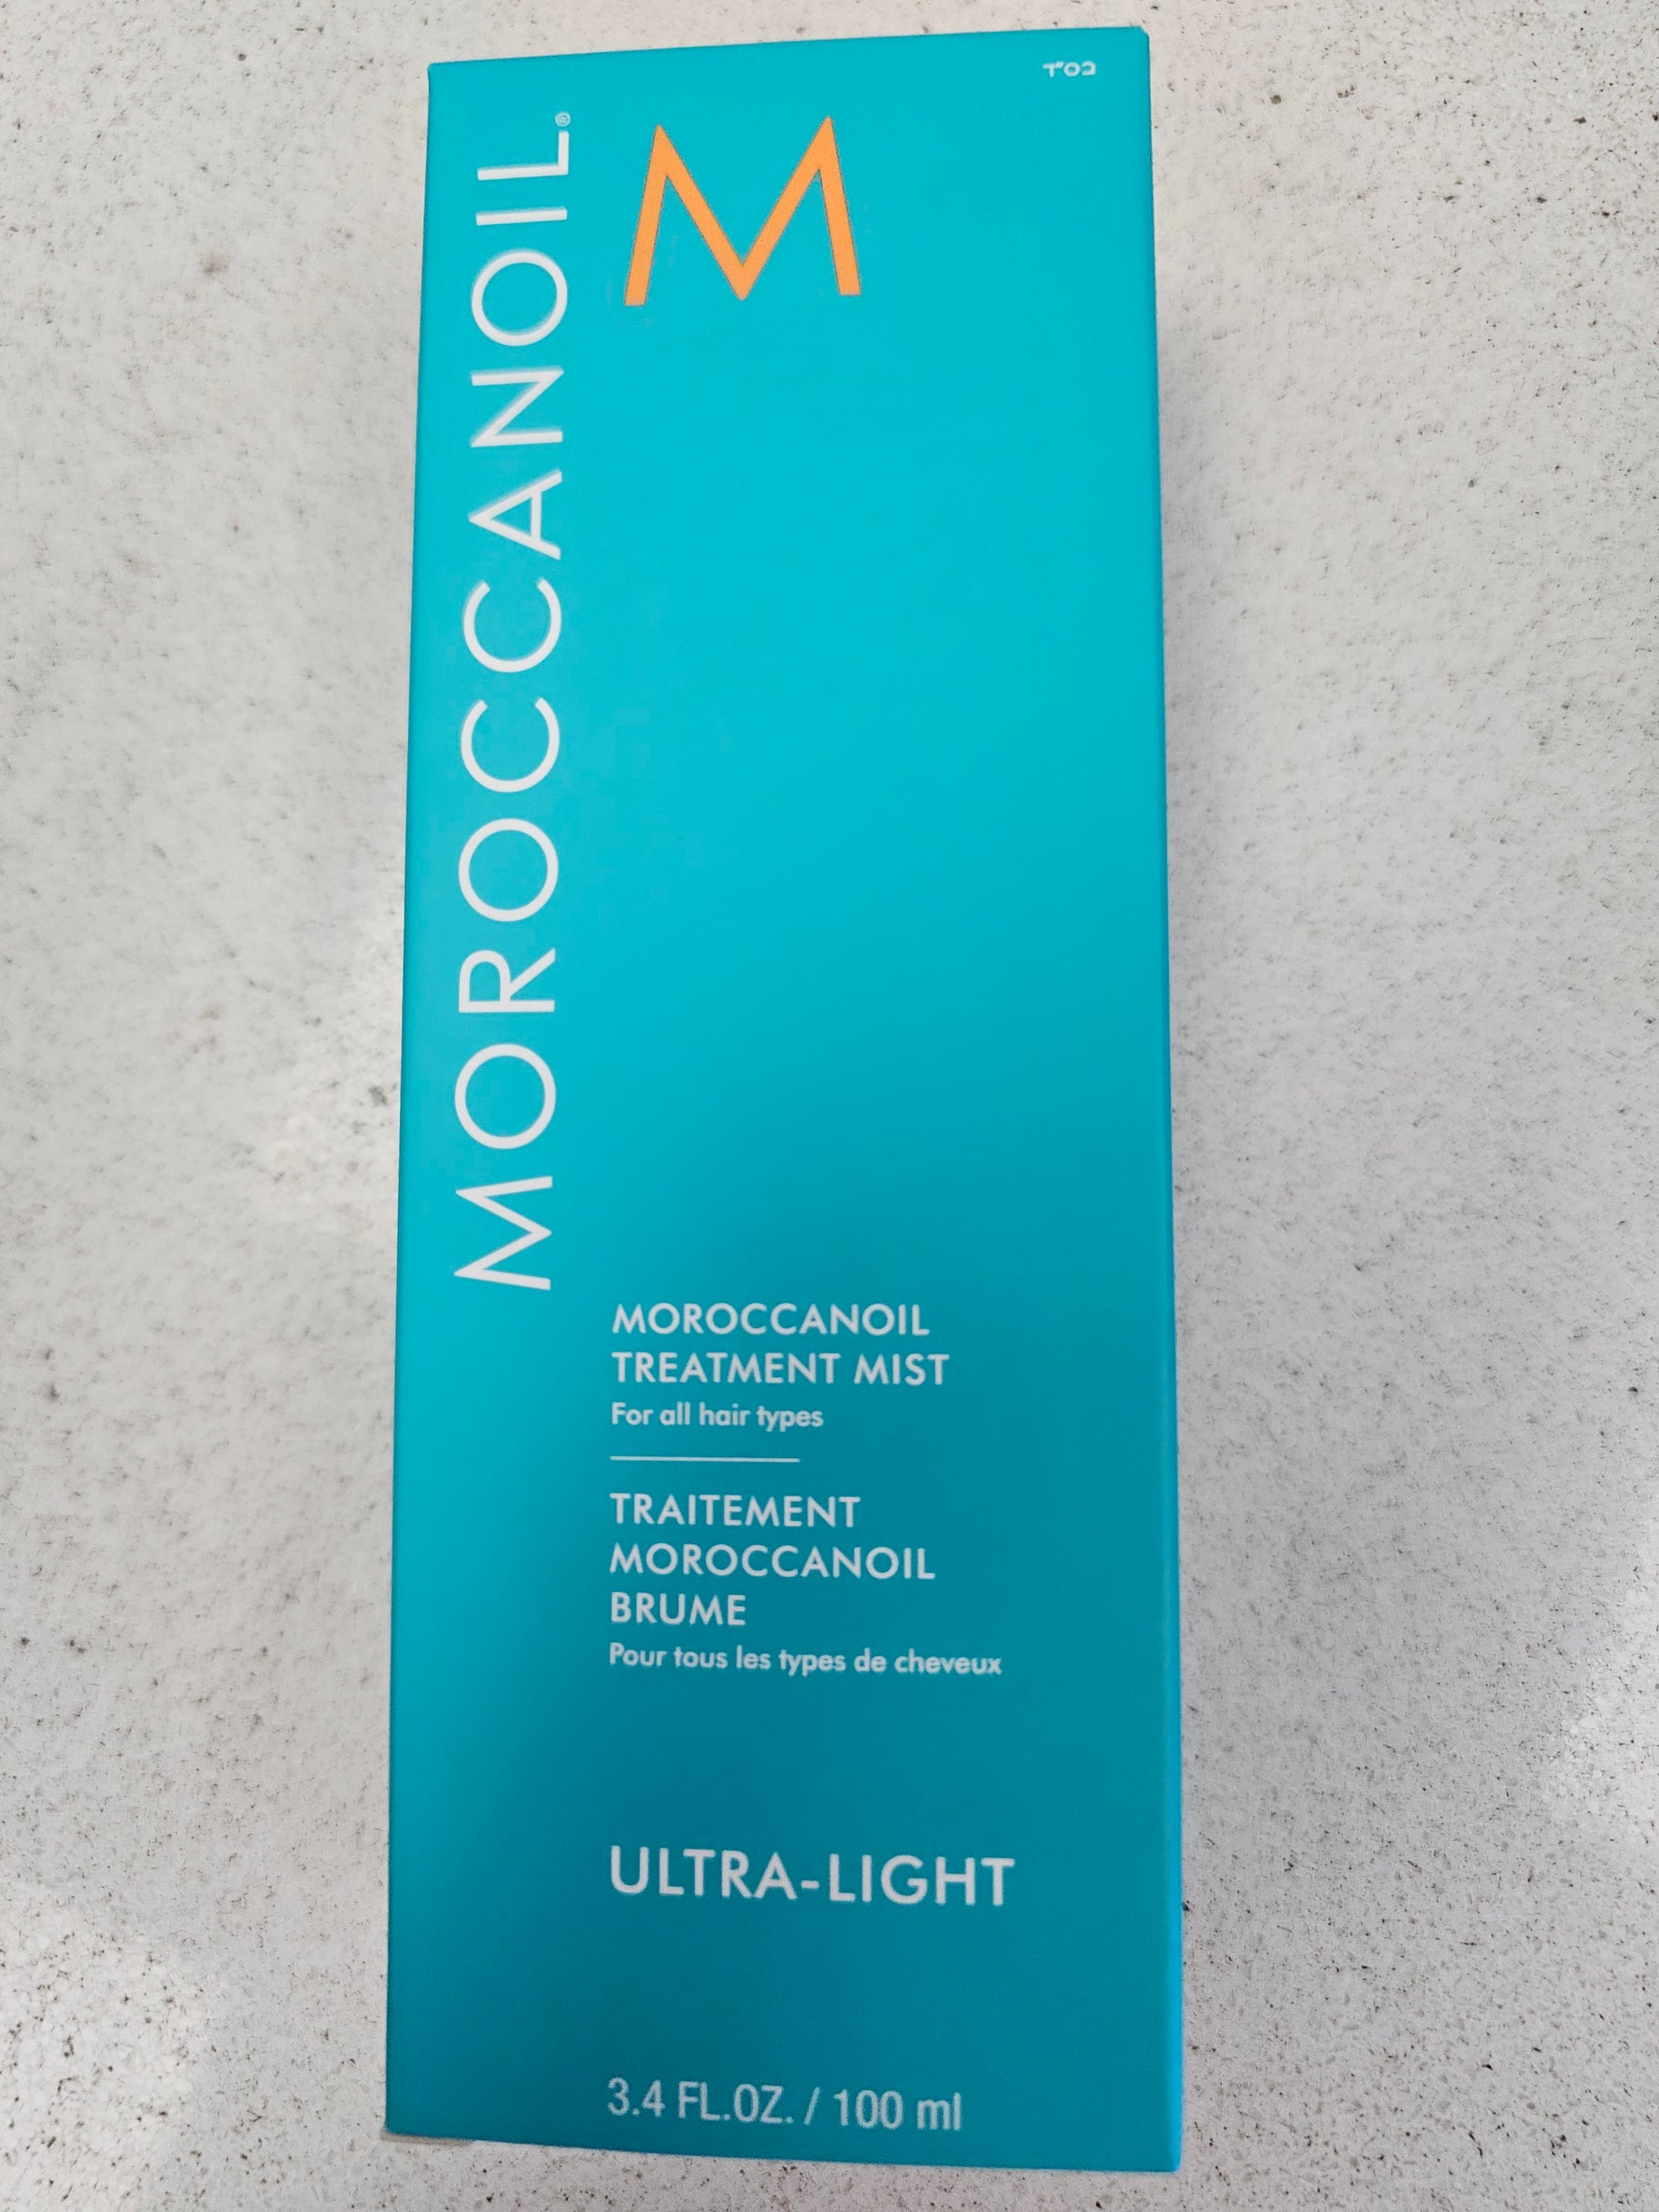 בס"ד
M
MOROCCANOIL®
MOROCCANOIL
TREATMENT MIST
For all hair types
TRAITEMENT
MOROCCANOIL
BRUME
Pour tous les types de cheveux
ULTRA-LIGHT
3.4 FL.OZ. / 100 ml